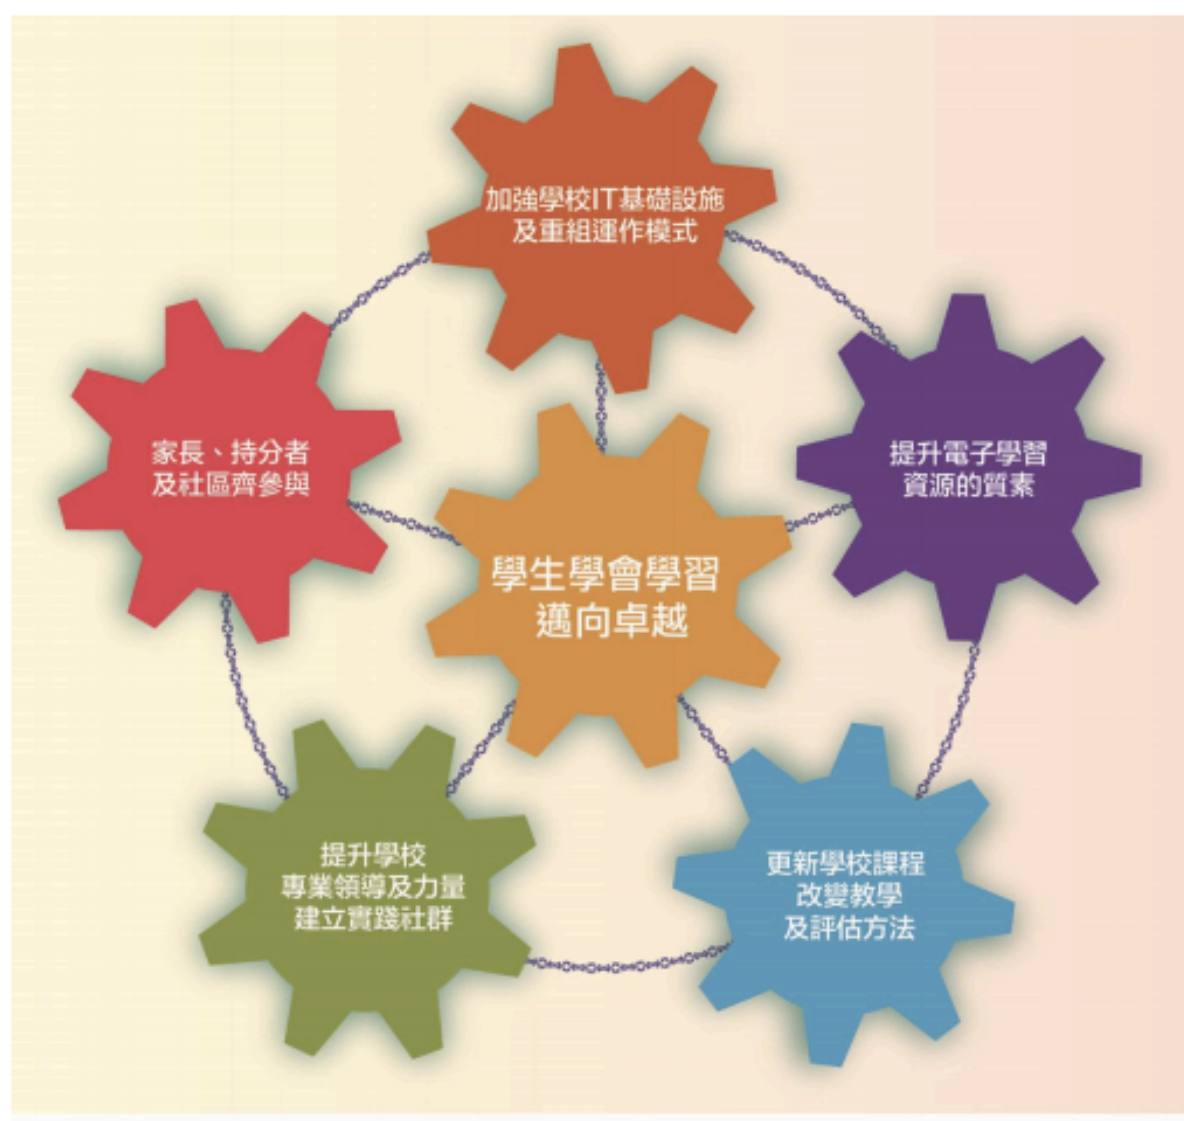 加強學校IT基礎設施
及重組運作模式
家長、持分者
及社區齊參與
提升電子學習
資源的質素
學生學會學習
邁向卓越
提升學校
專業領導及力量
建立實踐社群
更新學校課程
改變教學
及評估方法